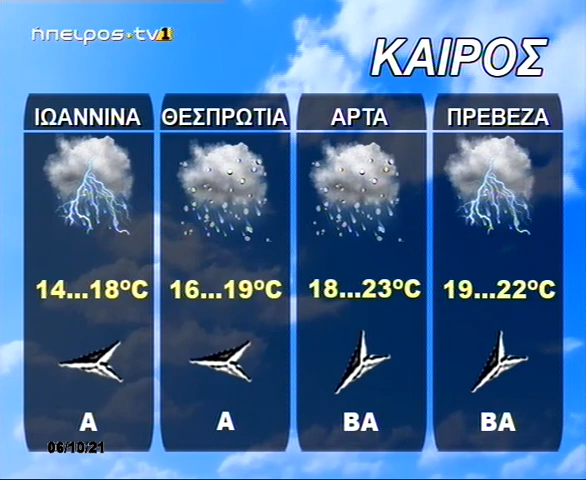 ήπειρος.tv1
ΚΑΙΡΟΣ
ΙΩΑΝΝΙΝΑ ΘΕΣΠΡΩΤΙΑ ΑΡΤΑ ΠΡΕΒΕΖΑ
14...18ºC 16...19ºC 18...23ºC 19...22ºC
Α Α ΒΑ ΒΑ
06/10/21